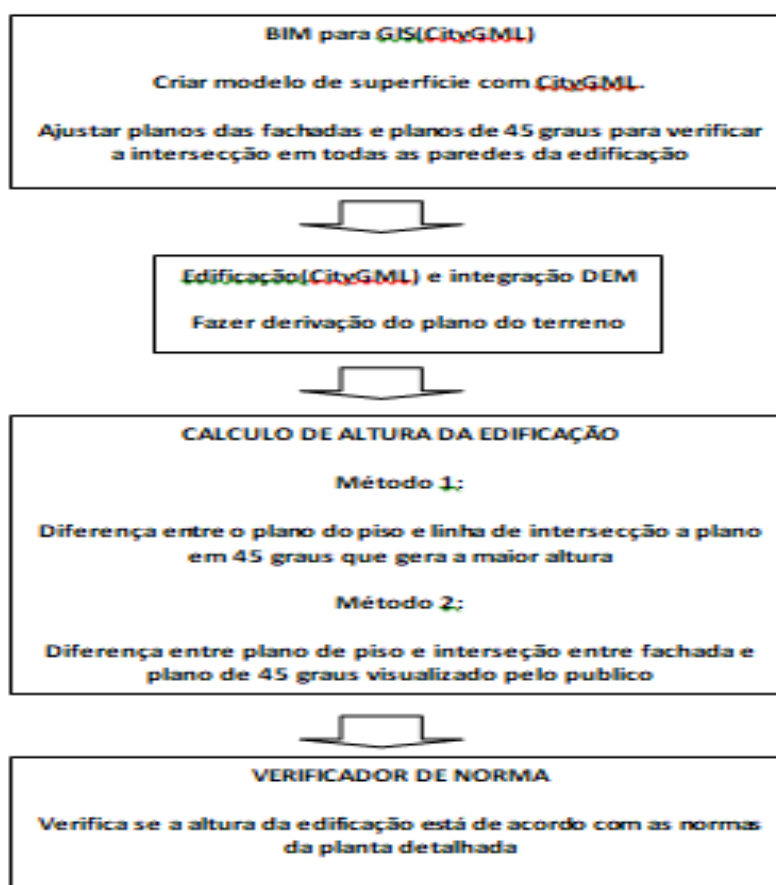 BIM para GIS(CityGML)
Criar modelo de superfície com CityGML.
Ajustar planos das fachadas e planos de 45 graus para verificar
a intersecção em todas as paredes da edificação
Edificação(CityGML) e integração DEM
Fazer derivação do plano do terreno
CALCULO DE ALTURA DA EDIFICAÇÃO
Método 1:
Diferença entre o plano do piso e linha de intersecção a plano
em 45 graus que gera a maior altura
Método 2:
Diferença entre plano de piso e interseção entre fachada e
plano de 45 graus visualizado pelo publico
VERIFICADOR DE NORMA
Verifica se a altura da edificação está de acordo com as normas
da planta detalhada